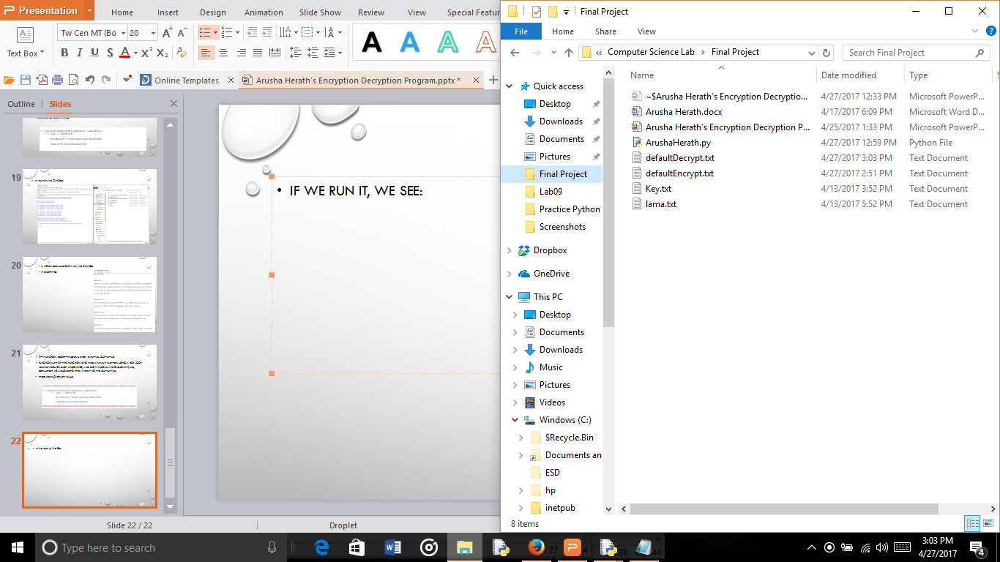 Presentation
Home Insert Design Animation Slide Show Review View Special Featur
Text Box
Tw Cen MT (Bo 20
B I U S A X² X₂
A A A A
Online Templates
Arusha Herath's Encryption Decryption Program.pptx *
Outline Slides
19
20
21
22
• IF WE RUN IT, WE SEE:
Slide 22 / 22
Droplet
Final Project
File Home Share View
Computer Science Lab Final Project
Search Final Project
Quick access
Desktop
Downloads
Documents
Pictures
Final Project
Lab09
Practice Python
Screenshots
Dropbox
OneDrive
This PC
Desktop
Documents
Downloads
Music
Pictures
Videos
Windows (C:)
$Recycle.Bin
Documents an
ESD
hp
inetpub
Name Date modified Type S
~$Arusha Herath's Encryption Decryptio... 4/27/2017 12:33 PM Microsoft PowerP...
Arusha Herath.docx 4/17/2017 6:09 PM Microsoft Word D...
Arusha Herath's Encryption Decryption P... 4/25/2017 1:33 PM Microsoft PowerP...
ArushaHerath.py 4/27/2017 12:59 PM Python File
defaultDecrypt.txt 4/27/2017 3:03 PM Text Document
defaultEncrypt.txt 4/27/2017 2:51 PM Text Document
Key.txt 4/13/2017 3:52 PM Text Document
lama.txt 4/13/2017 5:52 PM Text Document
8 items
Type here to search
3:03 PM
4/27/2017
4